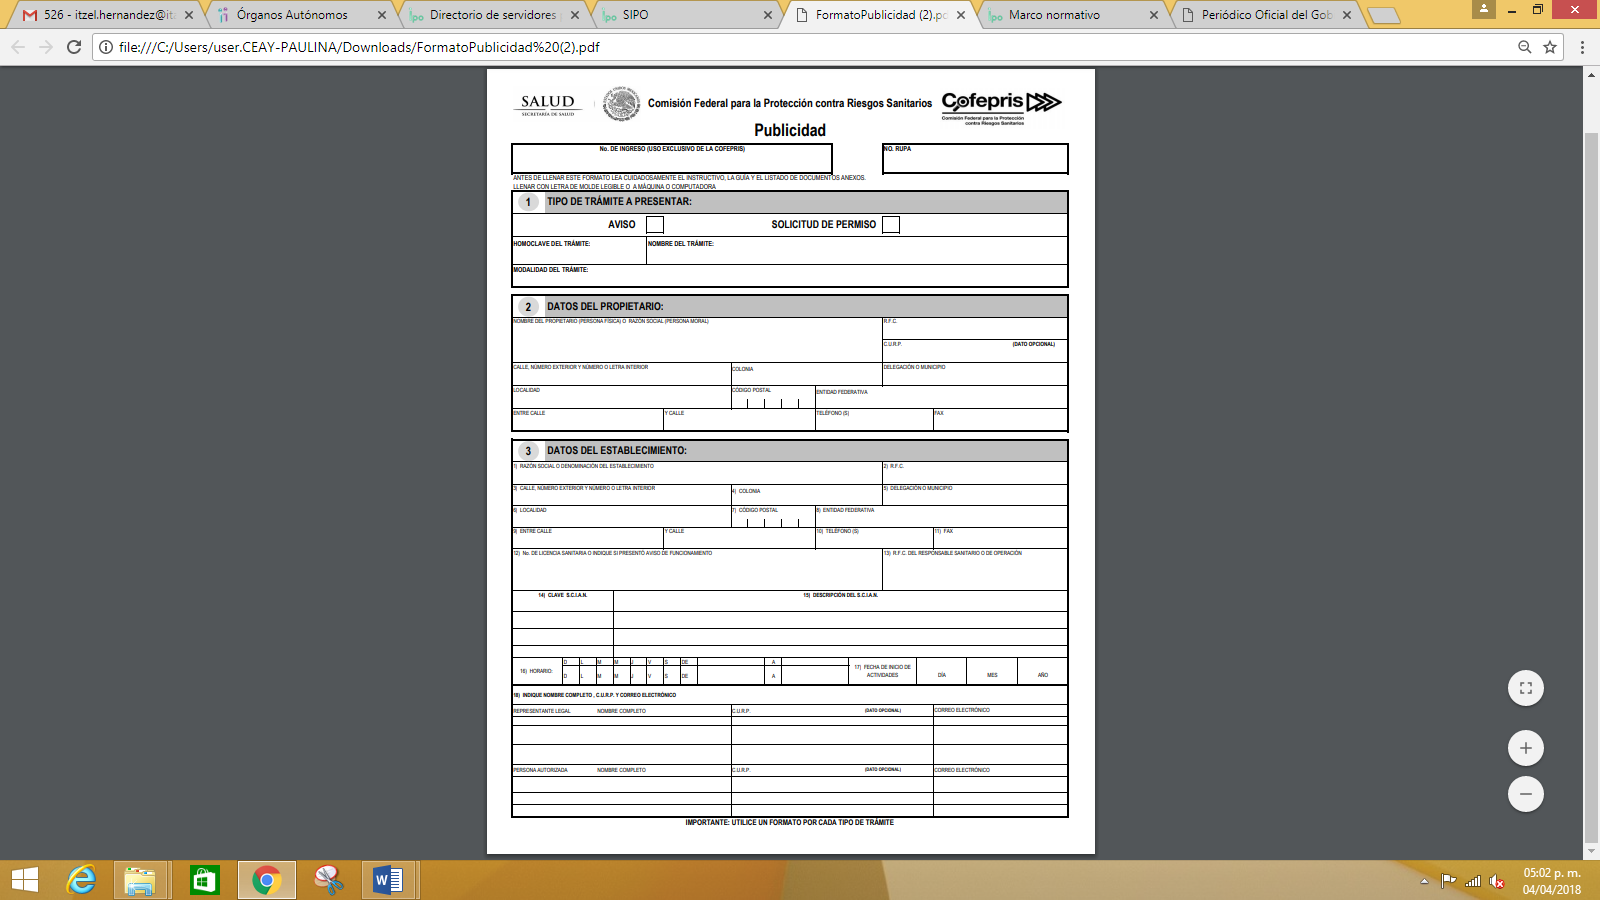 526 - itzel.hernandez@it
Órganos Autónomos
Directorio de servidores
SIPO
FormatoPublicidad (2).pd
Marco normativo
Periódico Oficial del Gob
file:///C:/Users/user.CEAY-PAULINA/Downloads/FormatoPublicidad%20(2).pdf
SALUD
SECRETARÍA DE SALUD
Comisión Federal para la Protección contra Riesgos Sanitarios
Cofepris
Comisión Federal para la Protección
contra Riesgos Sanitarios
Publicidad
No. DE INGRESO (USO EXCLUSIVO DE LA COFEPRIS)
NO. RUPA
ANTES DE LLENAR ESTE FORMATO LEA CUIDADOSAMENTE EL INSTRUCTIVO, LA GUÍA Y EL LISTADO DE DOCUMENTOS ANEXOS.
LLENAR CON LETRA DE MOLDE LEGIBLE O A MÁQUINA O COMPUTADORA
1 TIPO DE TRÁMITE A PRESENTAR:
AVISO SOLICITUD DE PERMISO
HOMOCLAVE DEL TRÁMITE: NOMBRE DEL TRÁMITE:
MODALIDAD DEL TRÁMITE:
2 DATOS DEL PROPIETARIO:
NOMBRE DEL PROPIETARIO (PERSONA FÍSICA) O RAZÓN SOCIAL (PERSONA MORAL) R.F.C.
C.U.R.P. (DATO OPCIONAL)
CALLE, NÚMERO EXTERIOR Y NÚMERO O LETRA INTERIOR COLONIA DELEGACIÓN O MUNICIPIO
LOCALIDAD CÓDIGO POSTAL ENTIDAD FEDERATIVA
ENTRE CALLE Y CALLE TELÉFONO (S) FAX
3 DATOS DEL ESTABLECIMIENTO:
1) RAZÓN SOCIAL O DENOMINACIÓN DEL ESTABLECIMIENTO 2) R.F.C.
3) CALLE, NÚMERO EXTERIOR Y NÚMERO O LETRA INTERIOR 4) COLONIA 5) DELEGACIÓN O MUNICIPIO
6) LOCALIDAD 7) CÓDIGO POSTAL 8) ENTIDAD FEDERATIVA
9) ENTRE CALLE Y CALLE 10) TELÉFONO (S) 11) FAX
12) No. DE LICENCIA SANITARIA O INDIQUE SI PRESENTÓ AVISO DE FUNCIONAMIENTO 13) R.F.C. DEL RESPONSABLE SANITARIO O DE OPERACIÓN
14) CLAVE S.C.I.A.N. 15) DESCRIPCIÓN DEL S.C.I.A.N.
16) HORARIO: D L M M J V S DE A
D L M M J V S DE A
17) FECHA DE INICIO DE
ACTIVIDADES DÍA MES AÑO
18) INDIQUE NOMBRE COMPLETO , C.U.R.P. Y CORREO ELECTRÓNICO
REPRESENTANTE LEGAL NOMBRE COMPLETO C.U.R.P. (DATO OPCIONAL) CORREO ELECTRÓNICO
PERSONA AUTORIZADA NOMBRE COMPLETO C.U.R.P. (DATO OPCIONAL) CORREO ELECTRÓNICO
IMPORTANTE: UTILICE UN FORMATO POR CADA TIPO DE TRÁMITE
05:02 p. m.
04/04/2018